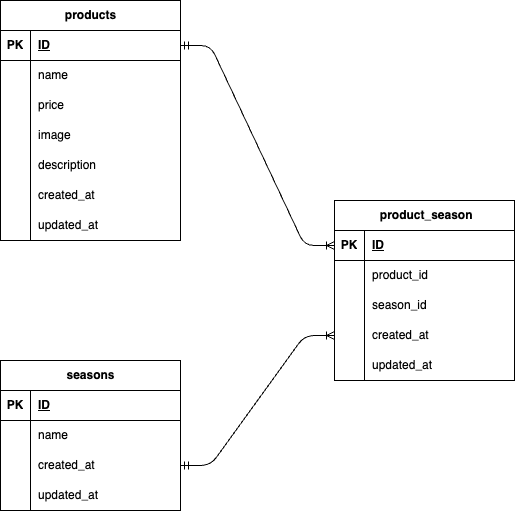 products
PK ID
name
price
image
description
created_at
updated_at
product_season
PK ID
product_id
season_id
created_at
updated_at
seasons
PK ID
name
created_at
updated_at